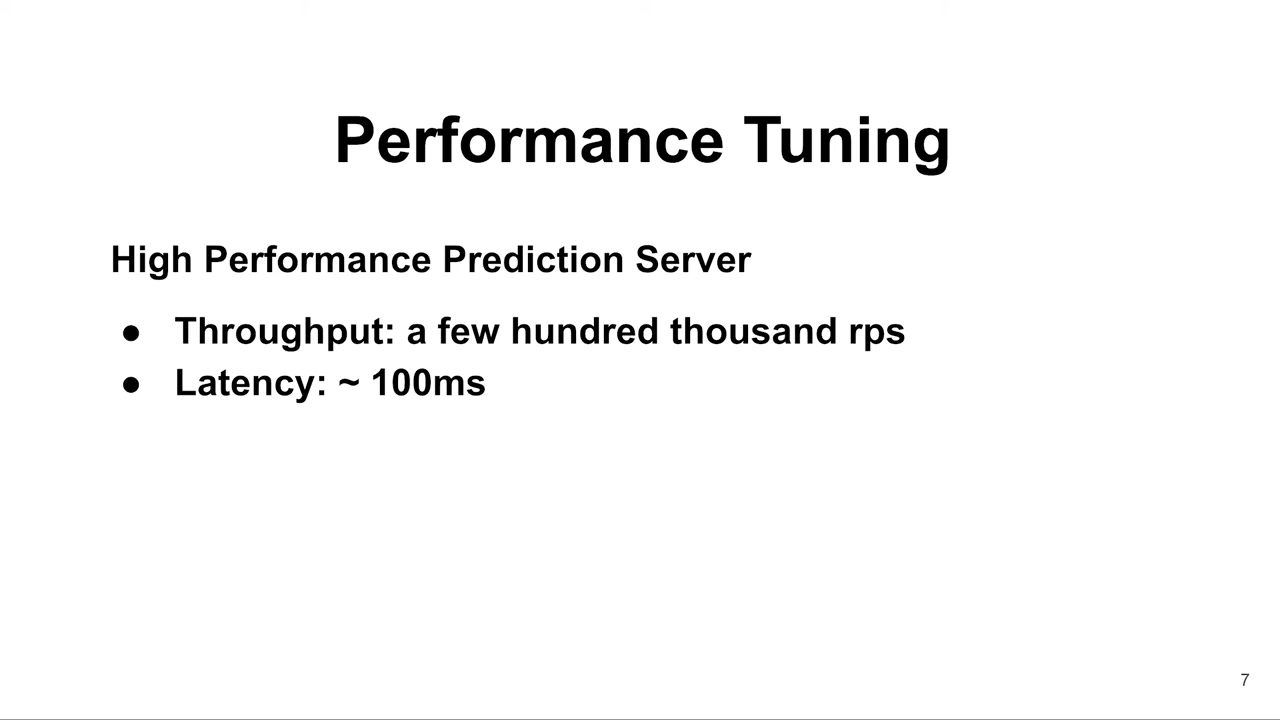 Performance Tuning
High Performance Prediction Server
● Throughput: a few hundred thousand rps
● Latency: ~ 100ms
7